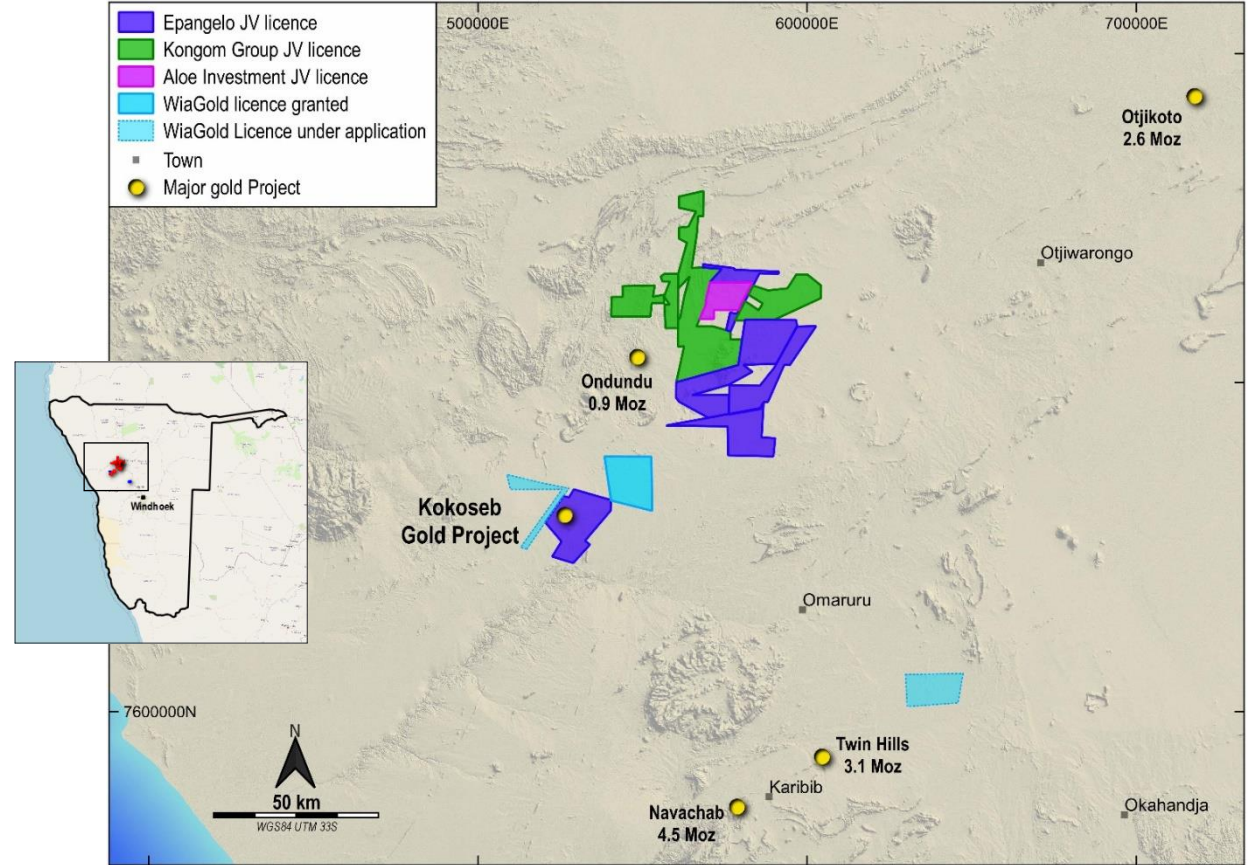 500000E
600000E
700000E
Epangelo JV licence
Kongom Group JV licence
Aloe Investment JV licence
WiaGold licence granted
WiaGold Licence under application
Town
Major gold Project
Otjikoto
2.6 Moz
Otjiwarongo
Ondundu
0.9 Moz
Windhoek
Kokoseb
Gold Project
Omaruru
7600000N
N
50 km
WGS84 UTM 33S
Twin Hills
3.1 Moz
Karibib
Navachab
4.5 Moz
Okahandja